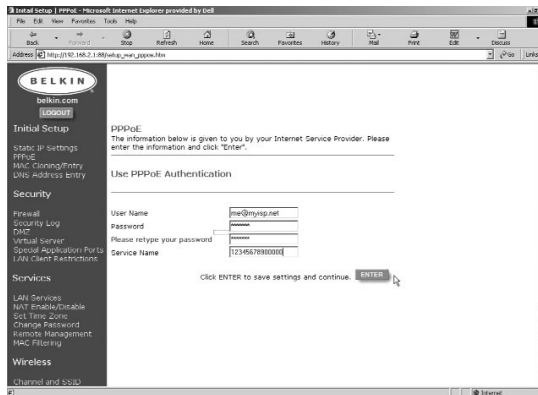 Initail Setup | PPPoE - Microsoft Internet Explorer provided by Dell
File Edit View Favorites Tools Help
Back Forward Stop Refresh Home Search Favorites History Mail Print Edit Discuss
Address http://192.168.2.1:88/setup_wan_pppoe.htm Go Links
BELKIN
belkin.com
LOGOUT
Initial Setup
Static IP Settings
PPPoE
MAC Cloning/Entry
DNS Address Entry
Security
Firewall
Security Log
DMZ
Virtual Server
Special Application Ports
LAN Client Restrictions
Services
LAN Services
NAT Enable/Disable
Set Time Zone
Change Password
Remote Management
MAC Filtering
Wireless
Channel and SSID
PPPoE
The information below is given to you by your Internet Service Provider. Please
enter the information and click "Enter".
Use PPPoE Authentication
User Name me@myisp.net
Password *******
Please retype your password *******
Service Name 12345678900000
Click ENTER to save settings and continue. ENTER
Internet